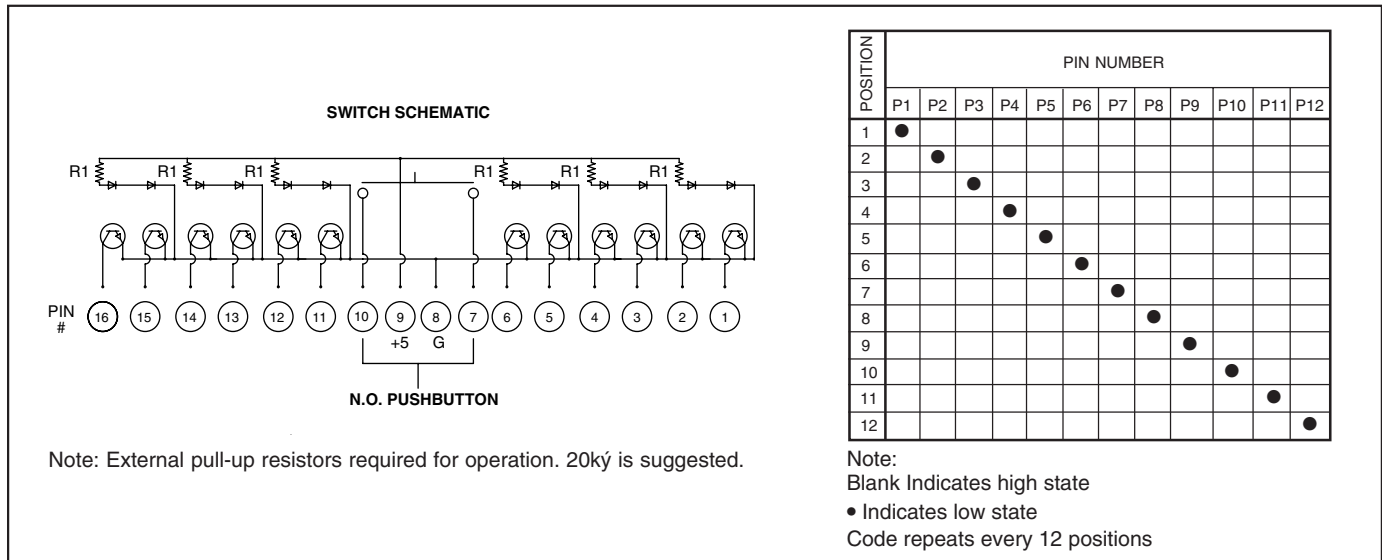 SWITCH SCHEMATIC
R1 R1 R1 R1 R1 R1
PIN # 16 15 14 13 12 11 10 9 8 7 6 5 4 3 2 1
+5 G
N.O. PUSHBUTTON
Note: External pull-up resistors required for operation. 20ký is suggested.
POSITION PIN NUMBER
P1 P2 P3 P4 P5 P6 P7 P8 P9 P10 P11 P12
1 ●
2 ●
3 ●
4 ●
5 ●
6 ●
7 ●
8 ●
9 ●
10 ●
11 ●
12 ●
Note:
Blank Indicates high state
● Indicates low state
Code repeats every 12 positions